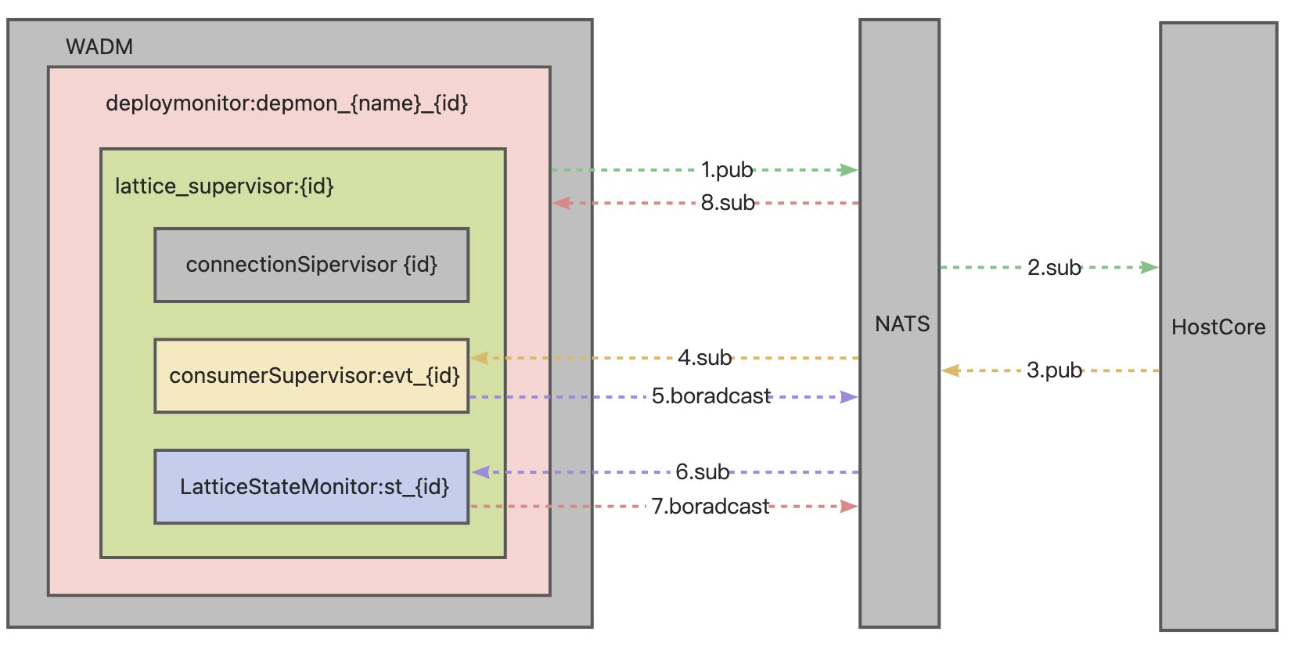 WADM
deploymonitor:depmon_{name}_{id}
lattice_supervisor:{id}
connectionSipervisor {id}
consumerSupervisor:evt_{id}
LatticeStateMonitor:st_{id}
1.pub
8.sub
4.sub
5.boradcast
6.sub
7.boradcast
NATS
2.sub
3.pub
HostCore